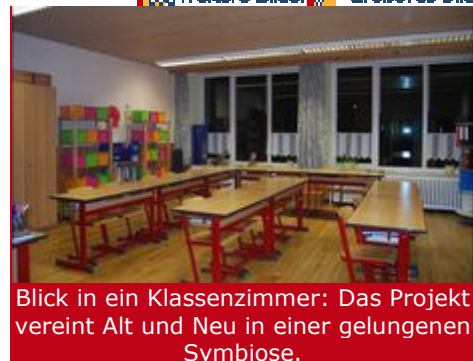 Blick in ein Klassenzimmer: Das Projekt
vereint Alt und Neu in einer gelungenen
Symbiose.